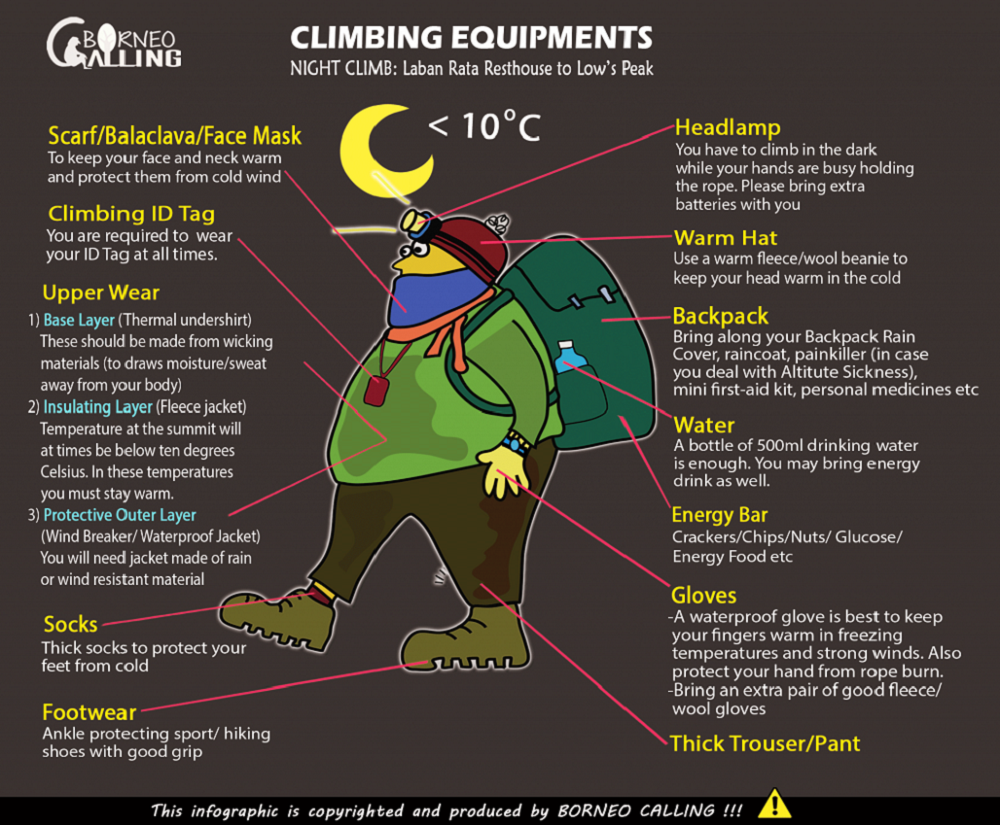 BORNEO
CALLING
CLIMBING EQUIPMENTS
NIGHT CLIMB: Laban Rata Resthouse to Low's Peak
< 10°C
Scarf/Balaclava/Face Mask
To keep your face and neck warm
and protect them from cold wind
Climbing ID Tag
You are required to wear
your ID Tag at all times.
Upper Wear
1) Base Layer (Thermal undershirt)
These should be made from wicking
materials (to draws moisture/sweat
away from your body)
2) Insulating Layer (Fleece jacket)
Temperature at the summit will
at times be below ten degrees
Celsius. In these temperatures
you must stay warm.
3) Protective Outer Layer
(Wind Breaker/ Waterproof Jacket)
You will need jacket made of rain
or wind resistant material
Socks
Thick socks to protect your
feet from cold
Footwear
Ankle protecting sport/ hiking
shoes with good grip
Headlamp
You have to climb in the dark
while your hands are busy holding
the rope. Please bring extra
batteries with you
Warm Hat
Use a warm fleece/wool beanie to
keep your head warm in the cold
Backpack
Bring along your Backpack Rain
Cover, raincoat, painkiller (in case
you deal with Altitute Sickness),
mini first-aid kit, personal medicines etc
Water
A bottle of 500ml drinking water
is enough. You may bring energy
drink as well.
Energy Bar
Crackers/Chips/Nuts/ Glucose/
Energy Food etc
Gloves
-A waterproof glove is best to keep
your fingers warm in freezing
temperatures and strong winds. Also
protect your hand from rope burn.
-Bring an extra pair of good fleece/
wool gloves
Thick Trouser/Pant
This infographic is copyrighted and produced by BORNEO CALLING !!!